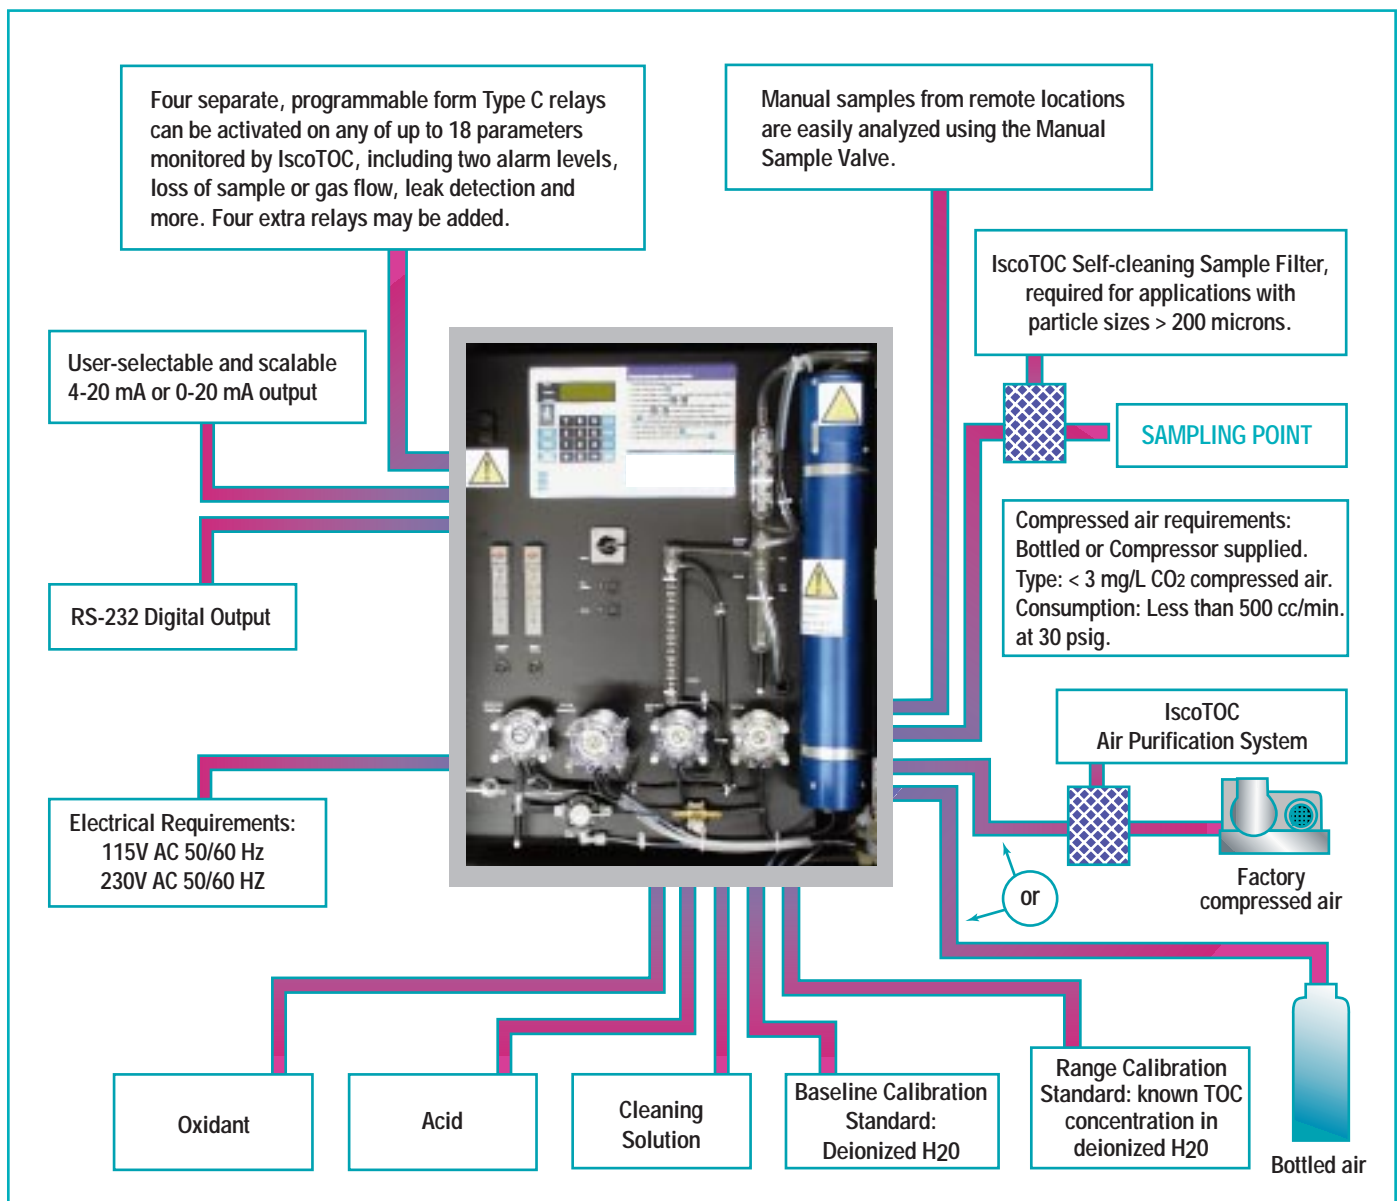 Four separate, programmable form Type C relays
can be activated on any of up to 18 parameters
monitored by IscoTOC, including two alarm levels,
loss of sample or gas flow, leak detection and
more. Four extra relays may be added.
Manual samples from remote locations
are easily analyzed using the Manual
Sample Valve.
IscoTOC Self-cleaning Sample Filter,
required for applications with
particle sizes > 200 microns.
User-selectable and scalable
4-20 mA or 0-20 mA output
SAMPLING POINT
Compressed air requirements:
Bottled or Compressor supplied.
Type: < 3 mg/L CO2 compressed air.
Consumption: Less than 500 cc/min.
at 30 psig.
RS-232 Digital Output
IscoTOC
Air Purification System
Electrical Requirements:
115V AC 50/60 Hz
230V AC 50/60 HZ
or
Factory
compressed air
Oxidant
Acid
Cleaning
Solution
Baseline Calibration
Standard:
Deionized H20
Range Calibration
Standard: known TOC
concentration in
deionized H20
Bottled air